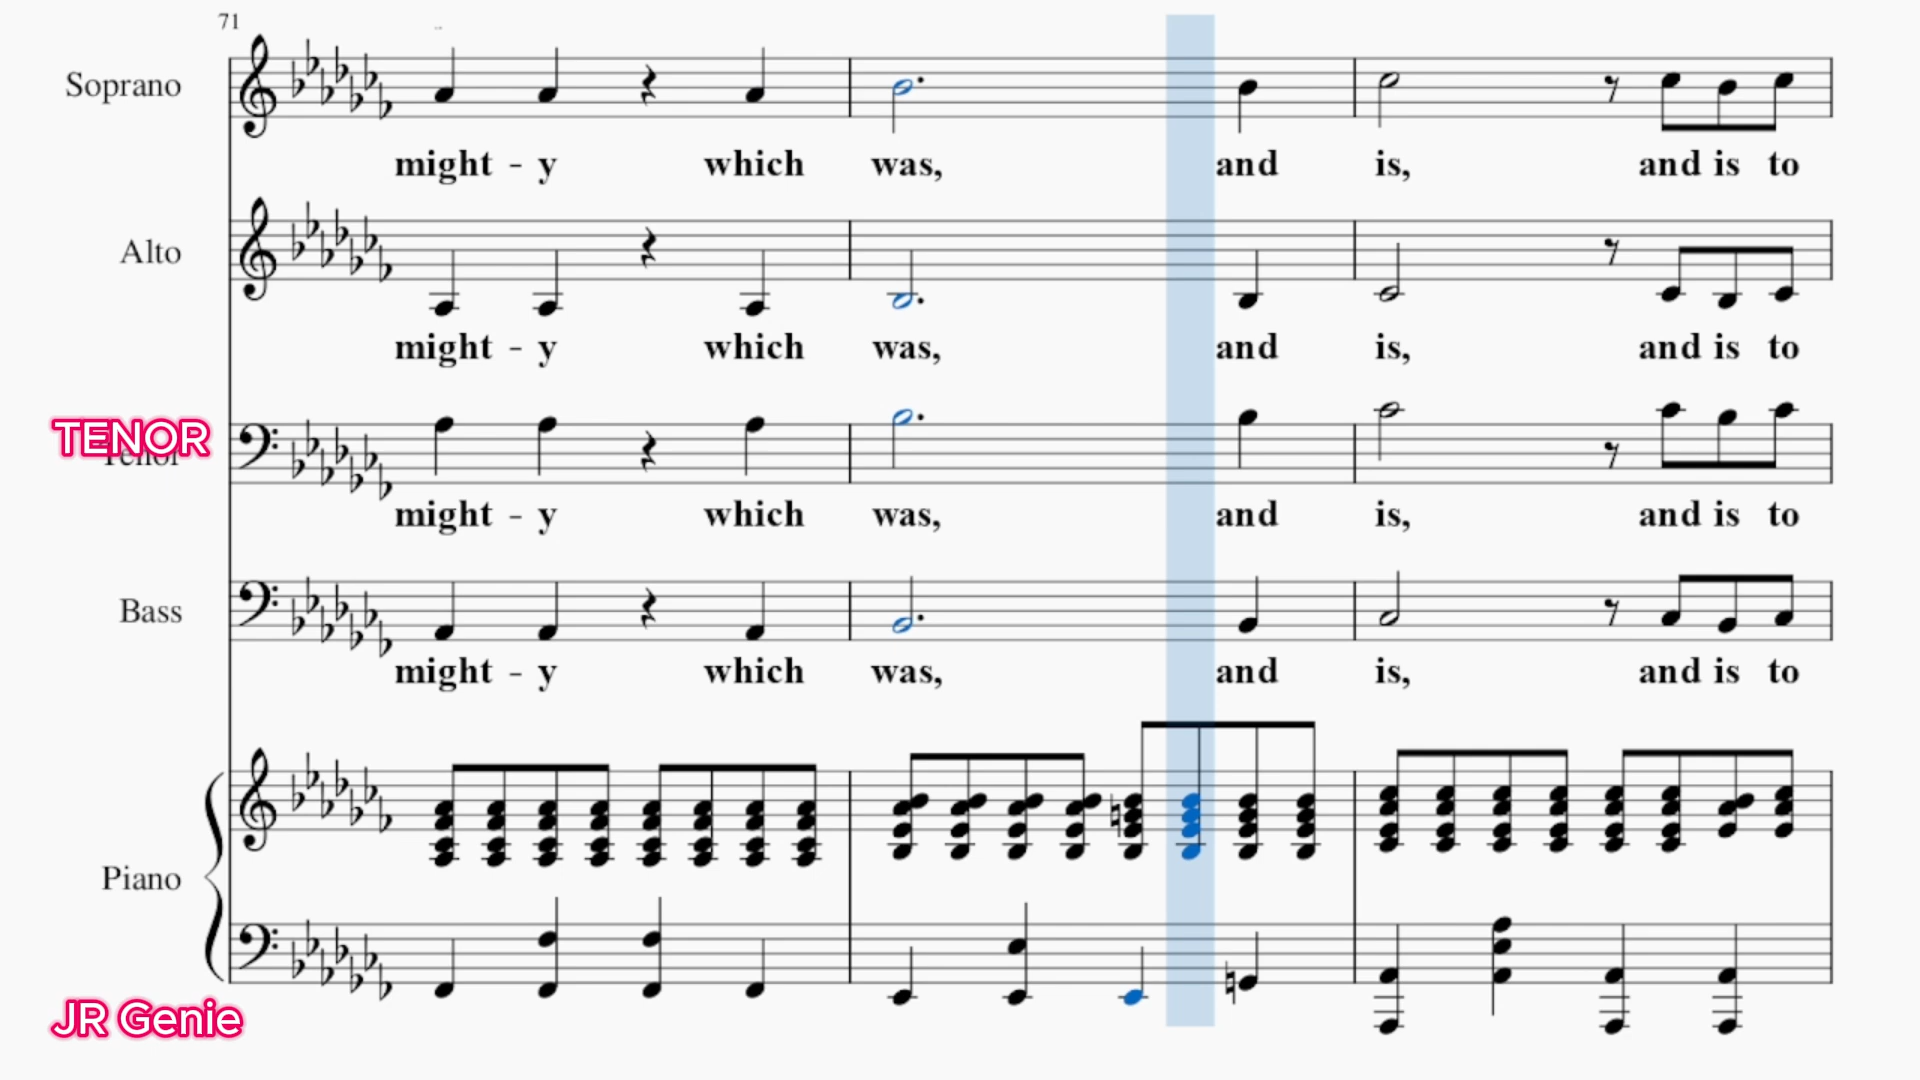 71
Soprano
might - y which was, and is, and is to
Alto
might - y which was, and is, and is to
TENOR
Tenor
might - y which was, and is, and is to
Bass
might - y which was, and is, and is to
Piano
JR Genie